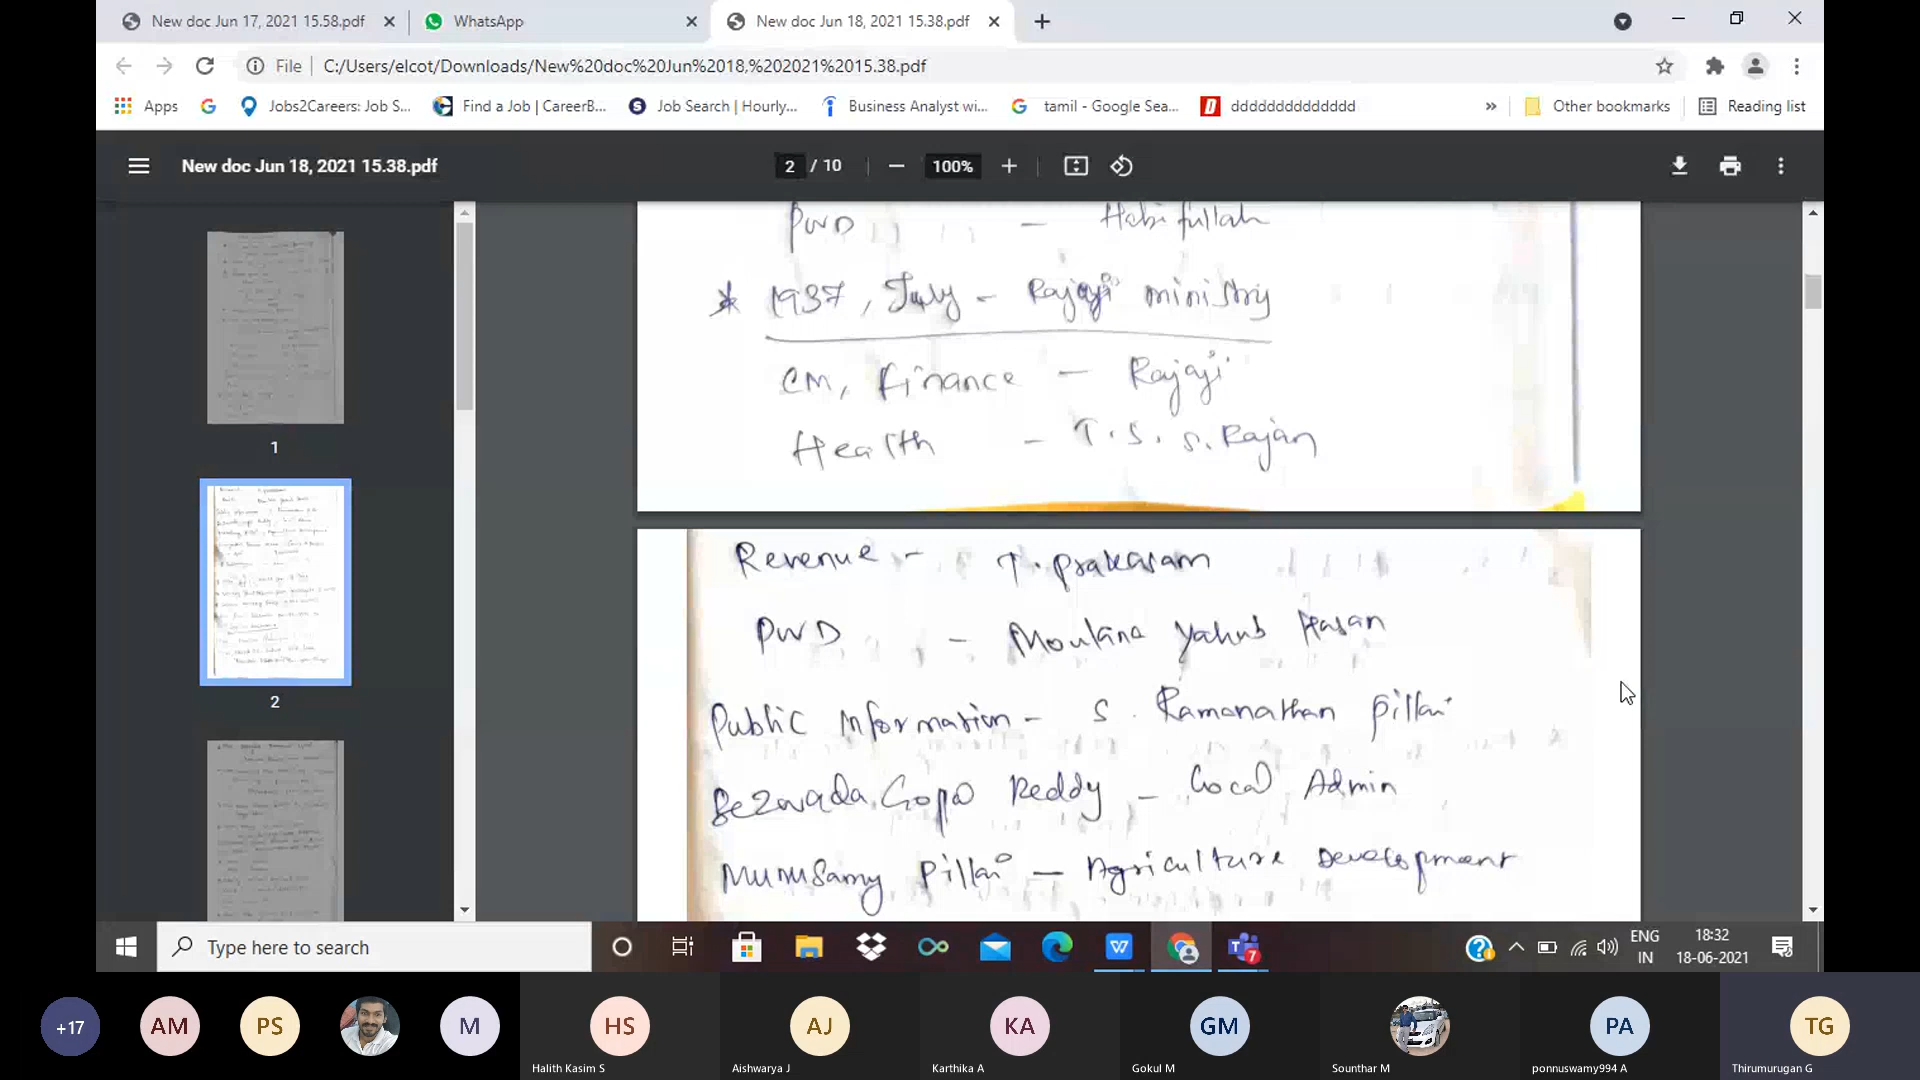 New doc Jun 17, 2021 15.58.pdf
WhatsApp
New doc Jun 18, 2021 15.38.pdf
File
C:/Users/elcot/Downloads/New%20doc%20Jun%2018,%202021%2015.38.pdf
Apps
Jobs2Careers: Job S...
Find a Job | CareerB...
Job Search | Hourly,...
Business Analyst wi...
tamil - Google Sea...
dddddddddddddd
»
Other bookmarks
Reading list
New doc Jun 18, 2021 15.38.pdf
2 / 10
100%
1
2
PWD - Habifullah
* 1937, July - Rajaji ministry
CM, Finance - Rajaji
Health - T.S.S. Rajan
Revenue - T. prakasam
PWD - Moulana Yakub Hasan
Public Information - S. Ramanathan Pillai
Bezwada Gopal Reddy - Local Admin
Munusamy Pillai - Agriculture Development
Type here to search
7
ENG
IN
18:32
18-06-2021
+17
AM
PS
M
HS
AJ
KA
GM
PA
TG
Halith Kasim S
Aishwarya J
Karthika A
Gokul M
Sounthar M
ponnuswamy994 A
Thirumurugan G